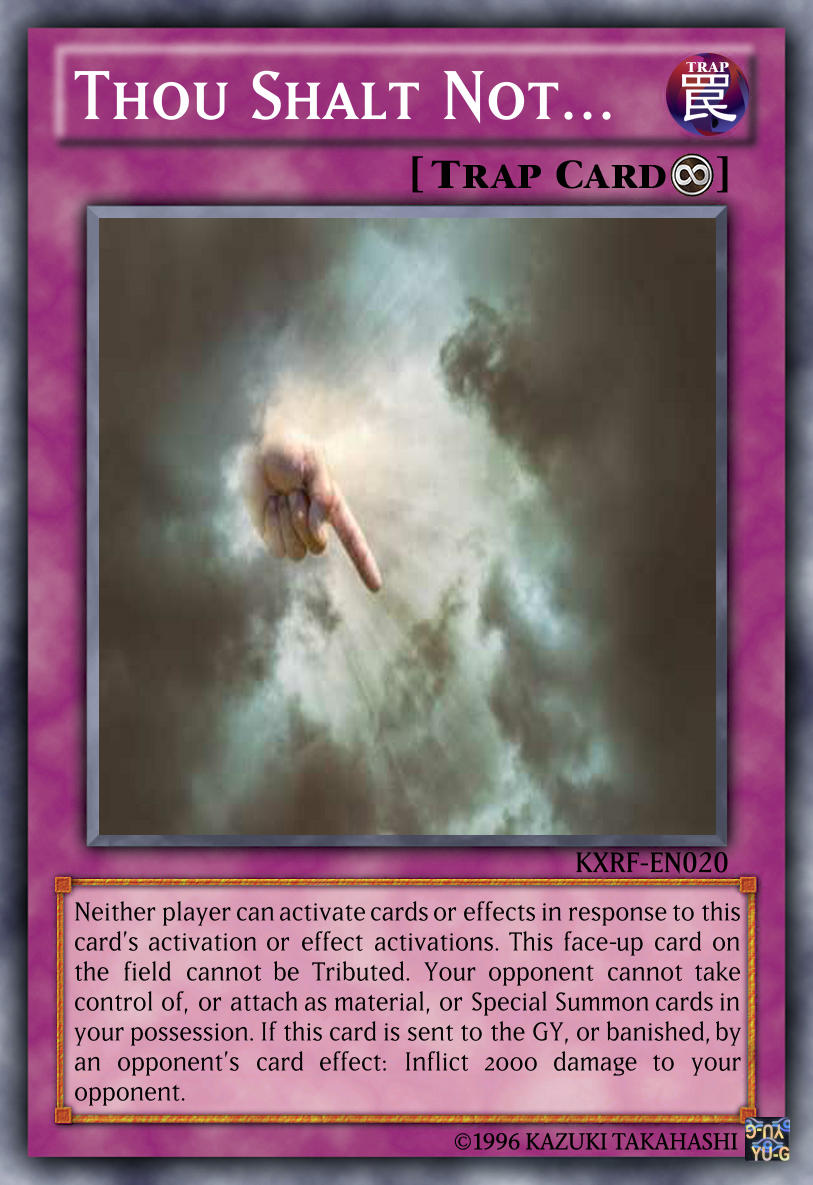 Thou Shalt Not...
TRAP
罠
[ Trap Card ]
KXRF-EN020
Neither player can activate cards or effects in response to this
card's activation or effect activations. This face-up card on
the field cannot be Tributed. Your opponent cannot take
control of, or attach as material, or Special Summon cards in
your possession. If this card is sent to the GY, or banished, by
an opponent's card effect: Inflict 2000 damage to your
opponent.
©1996 KAZUKI TAKAHASHI
YU-G
YU-G